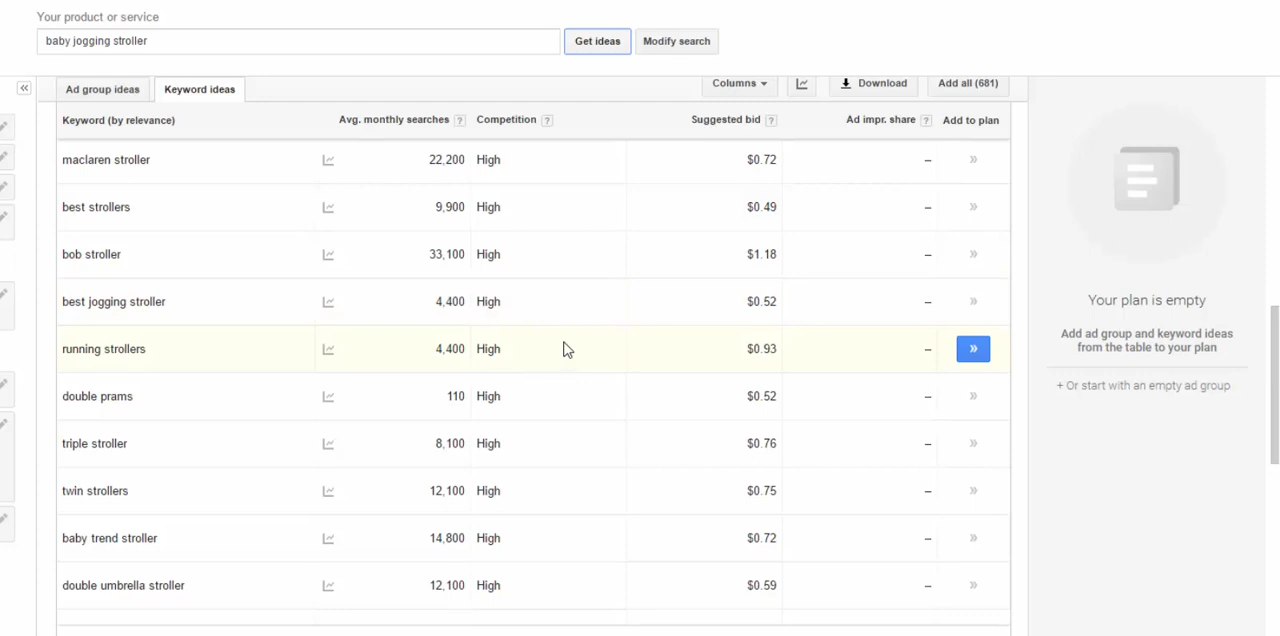 Your product or service
baby jogging stroller Get ideas Modify search
« Ad group ideas Keyword ideas Columns Download Add all (681)
Keyword (by relevance) Avg. monthly searches ? Competition ? Suggested bid ? Ad impr. share ? Add to plan
maclaren stroller 22,200 High $0.72 – »
best strollers 9,900 High $0.49 – »
bob stroller 33,100 High $1.18 – »
best jogging stroller 4,400 High $0.52 – »
running strollers 4,400 High $0.93 – »
double prams 110 High $0.52 – »
triple stroller 8,100 High $0.76 – »
twin strollers 12,100 High $0.75 – »
baby trend stroller 14,800 High $0.72 – »
double umbrella stroller 12,100 High $0.59 – »
Your plan is empty
Add ad group and keyword ideas
from the table to your plan
+ Or start with an empty ad group